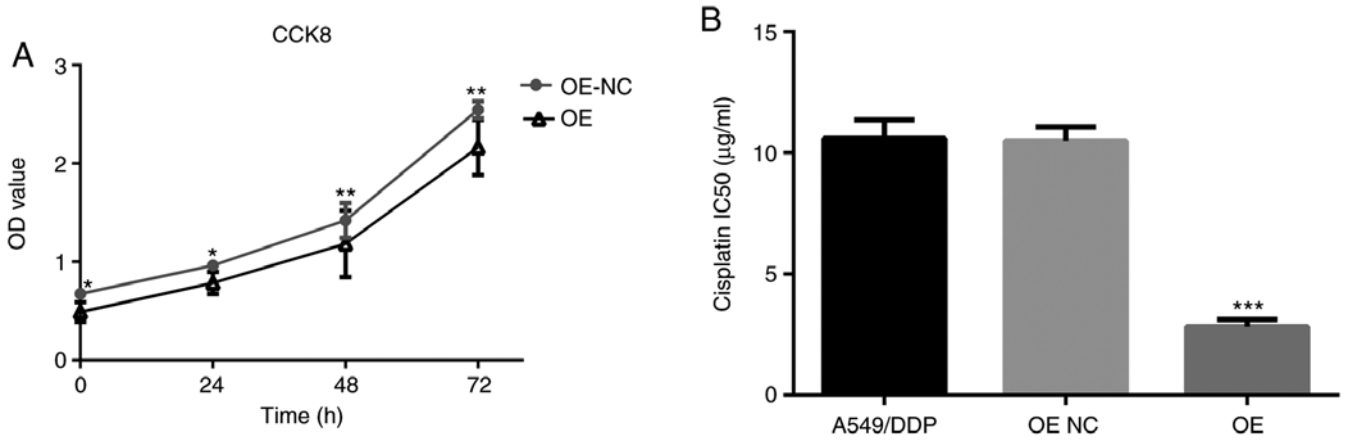 A
CCK8
3
2
1
0
OD value
*
*
**
**
0 24 48 72
Time (h)
OE-NC
OE
B
15
10
5
0
Cisplatin IC50 (μg/ml)
***
A549/DDP OE NC OE